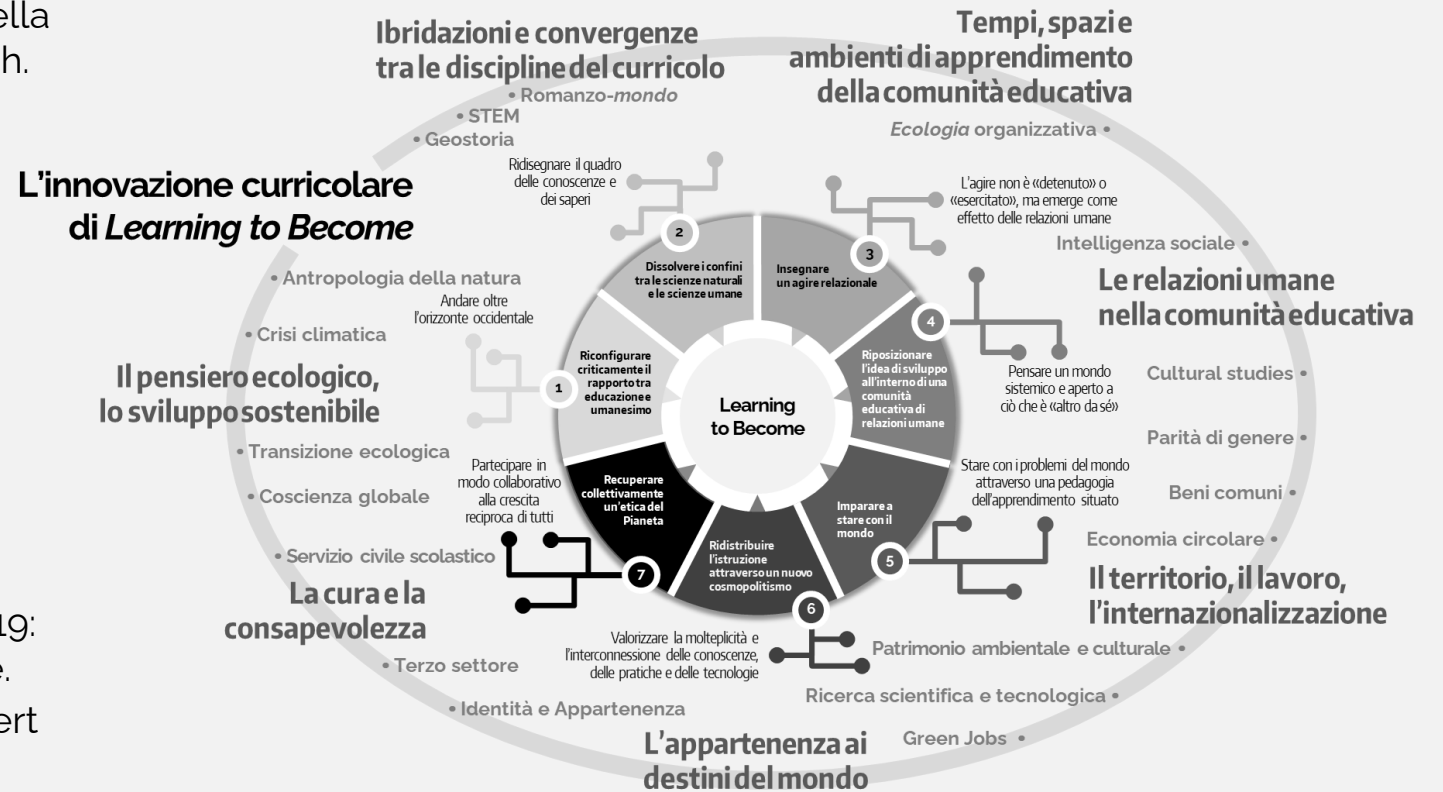 ella
h.
19:
e.
ert
L'innovazione curricolare
di Learning to Become
Ibridazioni e convergenze
tra le discipline del curricolo
• Romanzo-mondo
• STEM
• Geostoria
Tempi, spazi e
ambienti di apprendimento
della comunità educativa
Ecologia organizzativa •
Ridisegnare il quadro
delle conoscenze e
dei saperi
L'agire non è «detenuto» o
«esercitato», ma emerge come
effetto delle relazioni umane
Intelligenza sociale •
Le relazioni umane
nella comunità educativa
• Antropologia della natura
Andare oltre
l'orizzonte occidentale
• Crisi climatica
Il pensiero ecologico,
lo sviluppo sostenibile
• Transizione ecologica
• Coscienza globale
Pensare un mondo
sistemico e aperto a
ciò che è «altro da sé»
Cultural studies •
Parità di genere •
Beni comuni •
Economia circolare •
Learning
to Become
1
Riconfigurare
criticamente il
rapporto tra
educazione e
umanesimo
2
Dissolvere i confini
tra le scienze naturali
e le scienze umane
3
Insegnare
un agire relazionale
4
Riposizionare
l'idea di sviluppo
all'interno di una
comunità
educativa di
relazioni umane
5
Imparare a
stare con il
mondo
6
Ridistribuire
l'istruzione
attraverso un nuovo
cosmopolitismo
7
Recuperare
collettivamente
un'etica del
Pianeta
Partecipare in
modo collaborativo
alla crescita
reciproca di tutti
Stare con i problemi del mondo
attraverso una pedagogia
dell'apprendimento situato
• Servizio civile scolastico
La cura e la
consapevolezza
• Terzo settore
• Identità e Appartenenza
Il territorio, il lavoro,
l'internazionalizzazione
Valorizzare la molteplicità e
l'interconnessione delle conoscenze,
delle pratiche e delle tecnologie
Patrimonio ambientale e culturale •
Ricerca scientifica e tecnologica •
Green Jobs •
L'appartenenza ai
destini del mondo